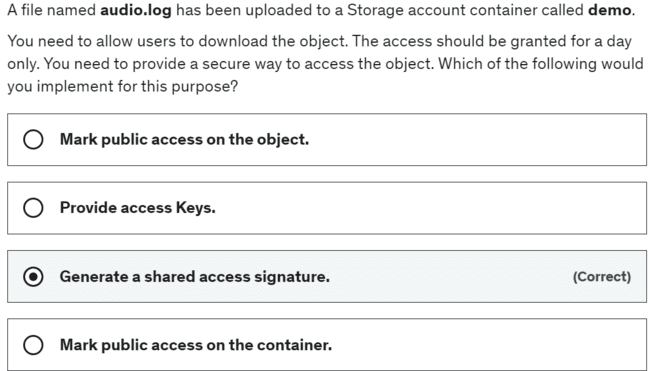 A file named audio.log has been uploaded to a Storage account container called demo.
You need to allow users to download the object. The access should be granted for a day
only. You need to provide a secure way to access the object. Which of the following would
you implement for this purpose?
Mark public access on the object.
Provide access Keys.
Generate a shared access signature. (Correct)
Mark public access on the container.